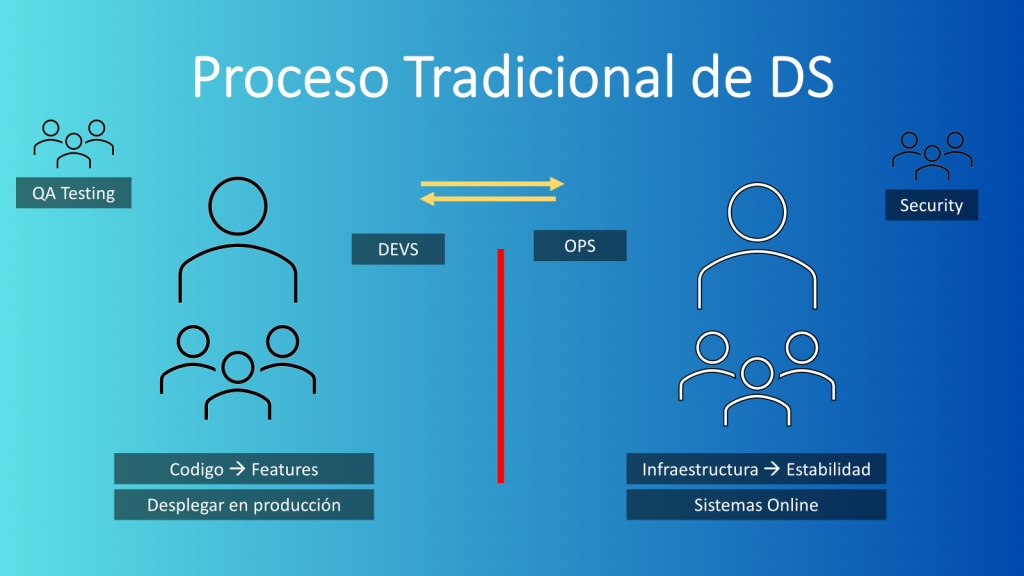 Proceso Tradicional de DS
QA Testing
Security
DEVS
OPS
Codigo → Features
Desplegar en producción
Infraestructura → Estabilidad
Sistemas Online